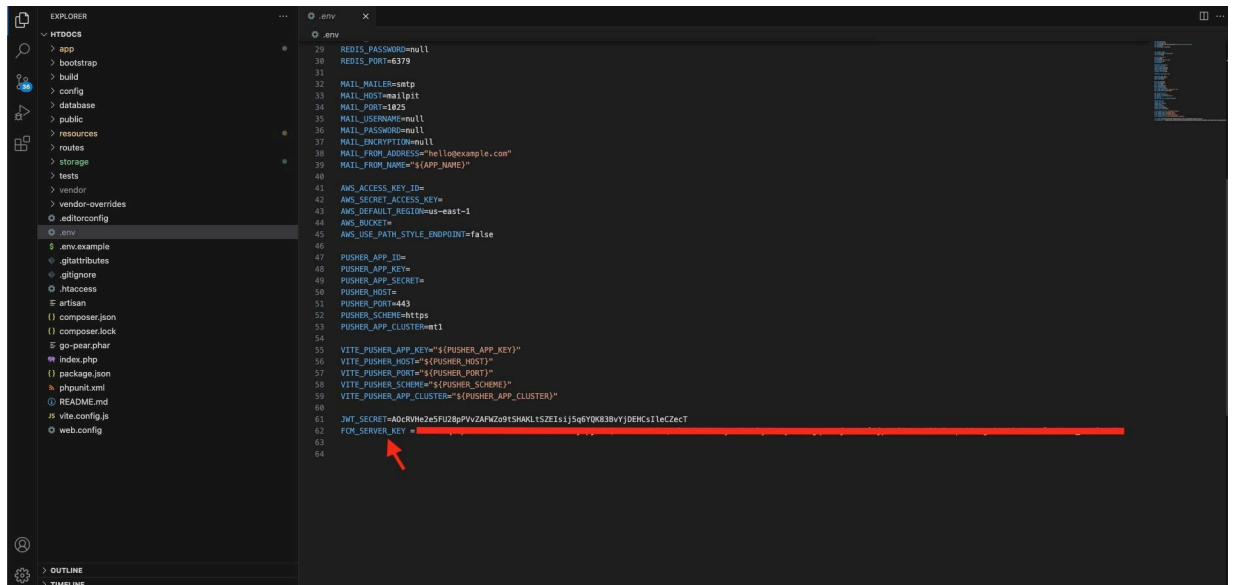 EXPLORER
HTDOCS
app
bootstrap
build
config
database
public
resources
routes
storage
tests
vendor
vendor-overrides
.editorconfig
.env
$ .env.example
.gitattributes
.gitignore
.htaccess
artisan
{} composer.json
{} composer.lock
go-pear.phar
index.php
{} package.json
phpunit.xml
README.md
JS vite.config.js
web.config
OUTLINE
36
.env
.env
29 REDIS_PASSWORD=null
30 REDIS_PORT=6379
31
32 MAIL_MAILER=smtp
33 MAIL_HOST=mailpit
34 MAIL_PORT=1025
35 MAIL_USERNAME=null
36 MAIL_PASSWORD=null
37 MAIL_ENCRYPTION=null
38 MAIL_FROM_ADDRESS="hello@example.com"
39 MAIL_FROM_NAME="${APP_NAME}"
40
41 AWS_ACCESS_KEY_ID=
42 AWS_SECRET_ACCESS_KEY=
43 AWS_DEFAULT_REGION=us-east-1
44 AWS_BUCKET=
45 AWS_USE_PATH_STYLE_ENDPOINT=false
46
47 PUSHER_APP_ID=
48 PUSHER_APP_KEY=
49 PUSHER_APP_SECRET=
50 PUSHER_HOST=
51 PUSHER_PORT=443
52 PUSHER_SCHEME=https
53 PUSHER_APP_CLUSTER=mt1
54
55 VITE_PUSHER_APP_KEY="${PUSHER_APP_KEY}"
56 VITE_PUSHER_HOST="${PUSHER_HOST}"
57 VITE_PUSHER_PORT="${PUSHER_PORT}"
58 VITE_PUSHER_SCHEME="${PUSHER_SCHEME}"
59 VITE_PUSHER_APP_CLUSTER="${PUSHER_APP_CLUSTER}"
60
61 JWT_SECRET=AOcRVHe2e5FU28pPVvZAFWZo9tSHAKLtSZEIsij5q6YQK83BvYjDEHCsIleCZecT
62 FCM_SERVER_KEY =
63
64